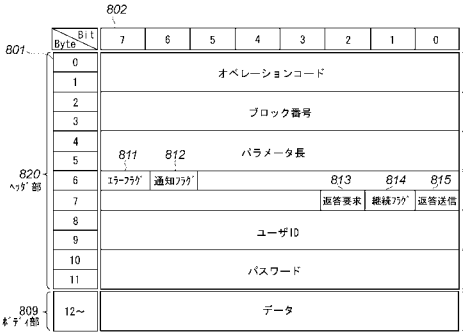 802
801
Bit
Byte
7 6 5 4 3 2 1 0
0
オペレーションコード
1
2
ブロック番号
3
4
パラメータ長
5
811 812
820
ヘッダ部
6 エラーフラグ 通知フラグ
813 814 815
7 返答要求 継続フラグ 返答送信
8
ユーザID
9
10
パスワード
11
809
ボディ部
12～ データ